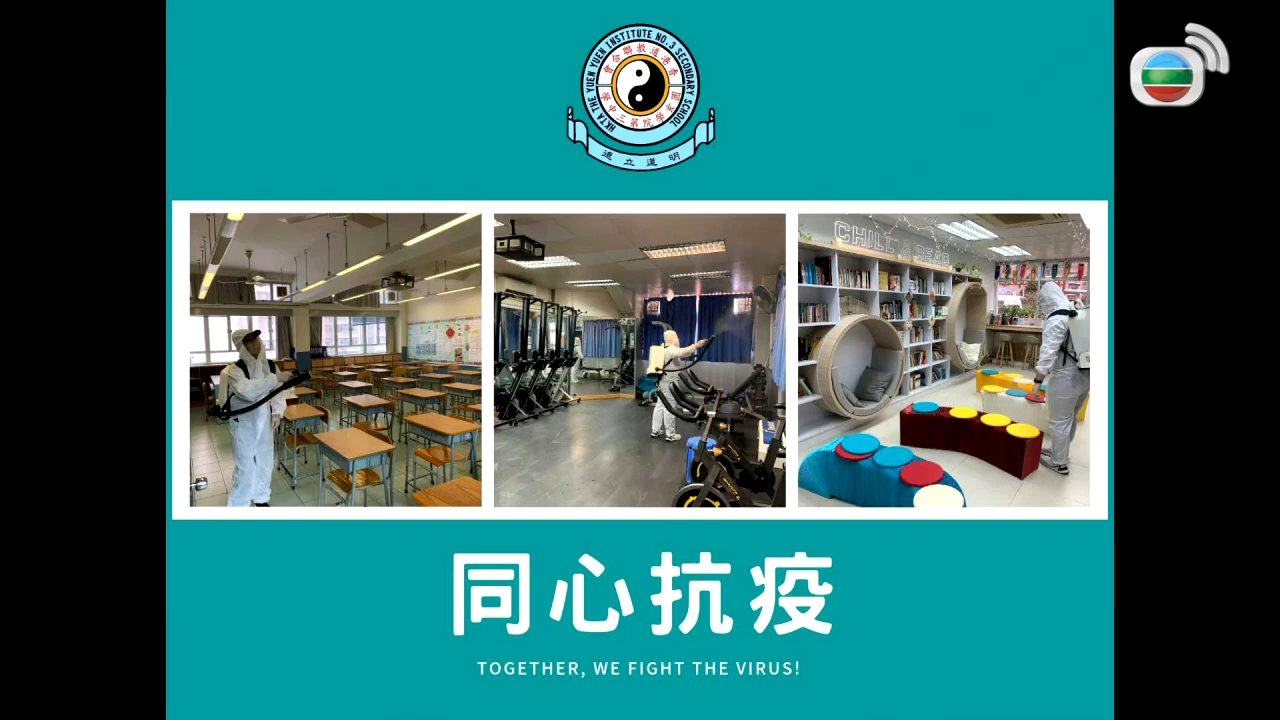 HKTA THE YUEN YUEN INSTITUTE NO.3 SECONDARY SCHOOL
香港道教聯合會
圓玄學院第三中學
明道立德
CHILL & READ
同心抗疫
TOGETHER, WE FIGHT THE VIRUS!